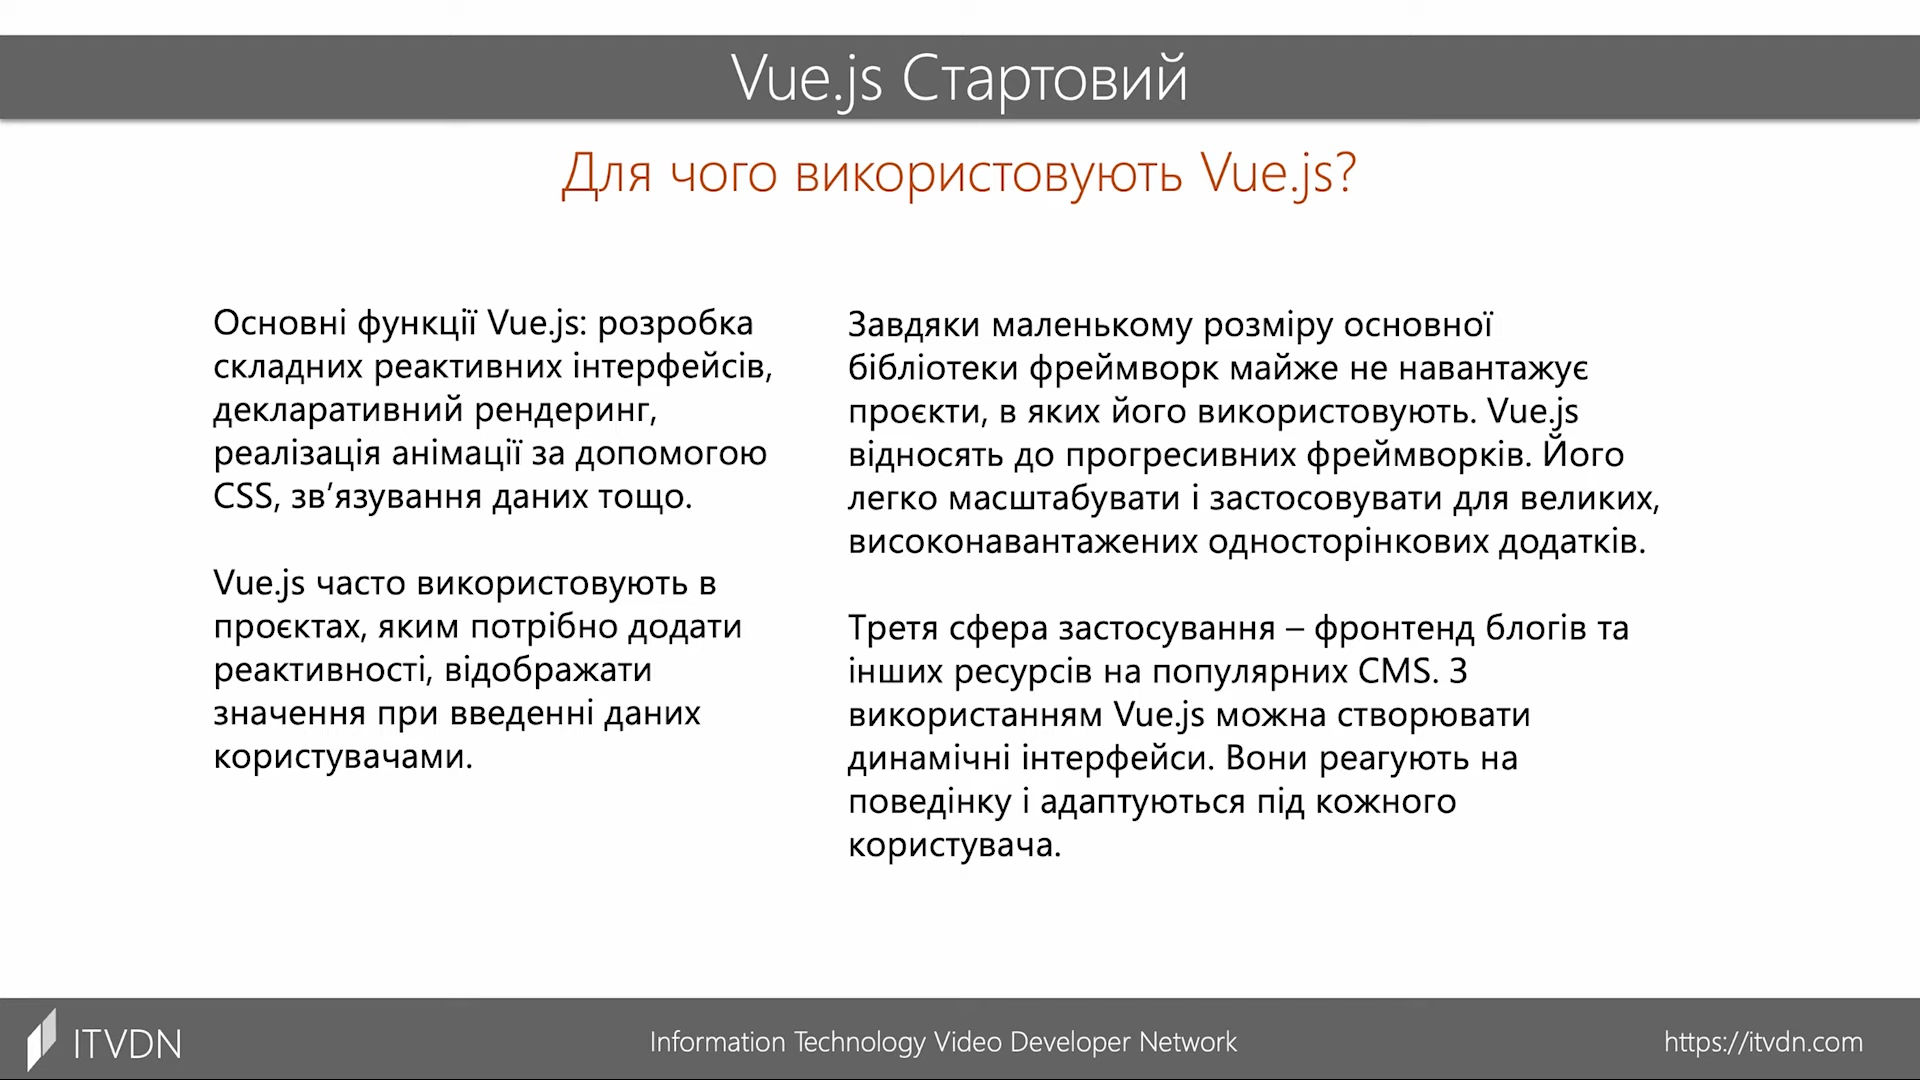 Vue.js Стартовий
Для чого використовують Vue.js?
Основні функції Vue.js: розробка
складних реактивних інтерфейсів,
декларативний рендеринг,
реалізація анімації за допомогою
CSS, зв’язування даних тощо.
Vue.js часто використовують в
проєктах, яким потрібно додати
реактивності, відображати
значення при введенні даних
користувачами.
Завдяки маленькому розміру основної
бібліотеки фреймворк майже не навантажує
проєкти, в яких його використовують. Vue.js
відносять до прогресивних фреймворків. Його
легко масштабувати і застосовувати для великих,
високонавантажених односторінкових додатків.
Третя сфера застосування – фронтенд блогів та
інших ресурсів на популярних CMS. З
використанням Vue.js можна створювати
динамічні інтерфейси. Вони реагують на
поведінку і адаптуються під кожного
користувача.
ITVDN
Information Technology Video Developer Network
https://itvdn.com